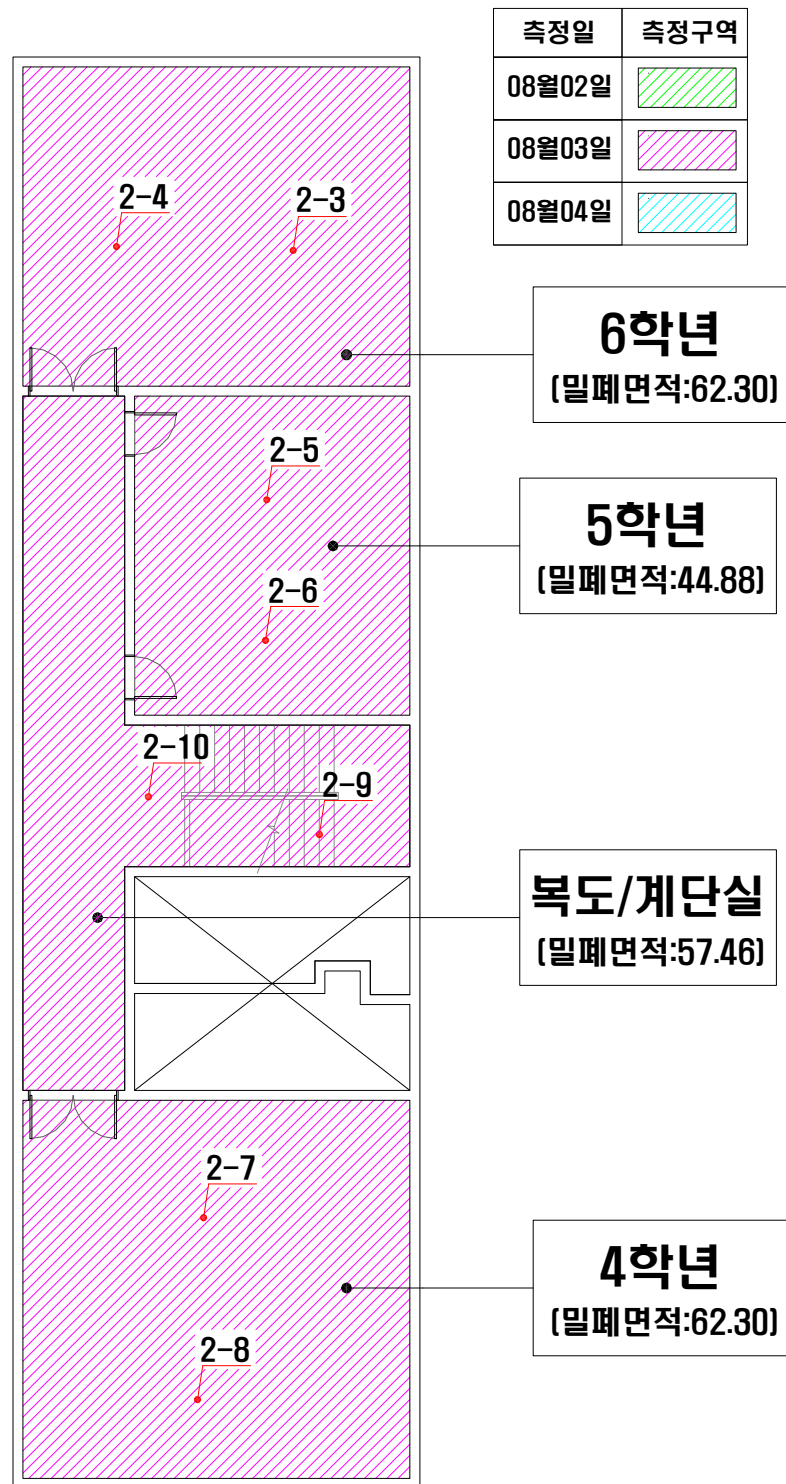 측정일 측정구역
08월02일
08월03일
08월04일
2-4 2-3
6학년
(밀폐면적:62.30)
2-5
5학년
(밀폐면적:44.88)
2-6
2-10
2-9
복도/계단실
(밀폐면적:57.46)
2-7
4학년
(밀폐면적:62.30)
2-8